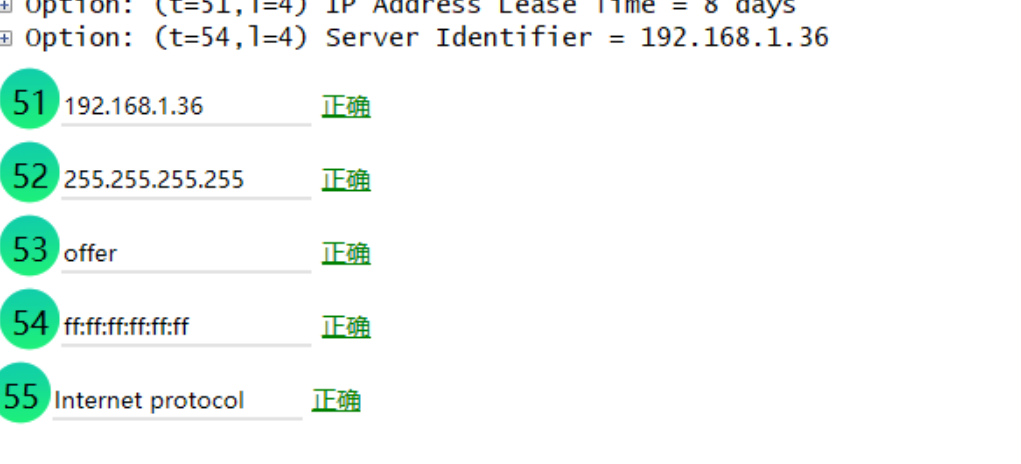 Option: (t=51,l=4) IP Address Lease Time = 8 days
Option: (t=54,l=4) Server Identifier = 192.168.1.36
51 192.168.1.36 正确
52 255.255.255.255 正确
53 offer 正确
54 ff:ff:ff:ff:ff:ff 正确
55 Internet protocol 正确